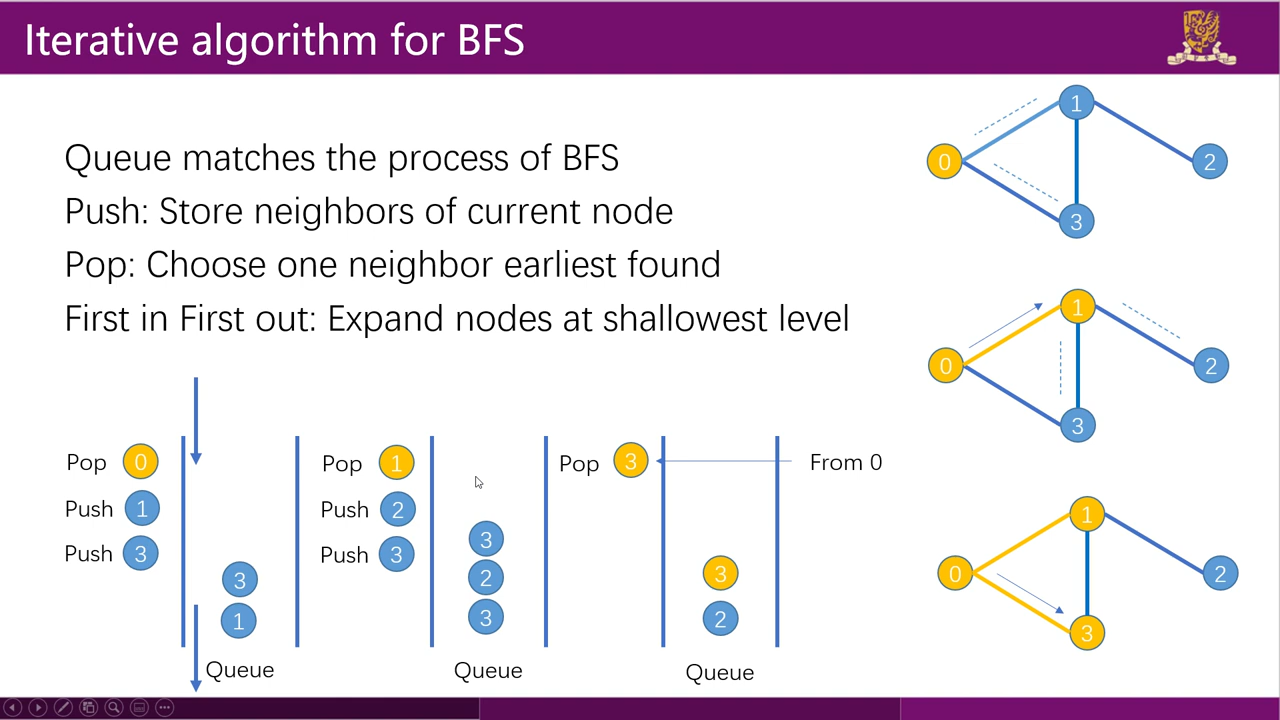 Iterative algorithm for BFS
Queue matches the process of BFS
Push: Store neighbors of current node
Pop: Choose one neighbor earliest found
First in First out: Expand nodes at shallowest level
1
0
2
3
1
0
2
3
1
0
2
3
Pop 0
Push 1
Push 3
3
1
Queue
Pop 1
Push 2
Push 3
3
2
3
Queue
Pop 3
From 0
3
2
Queue